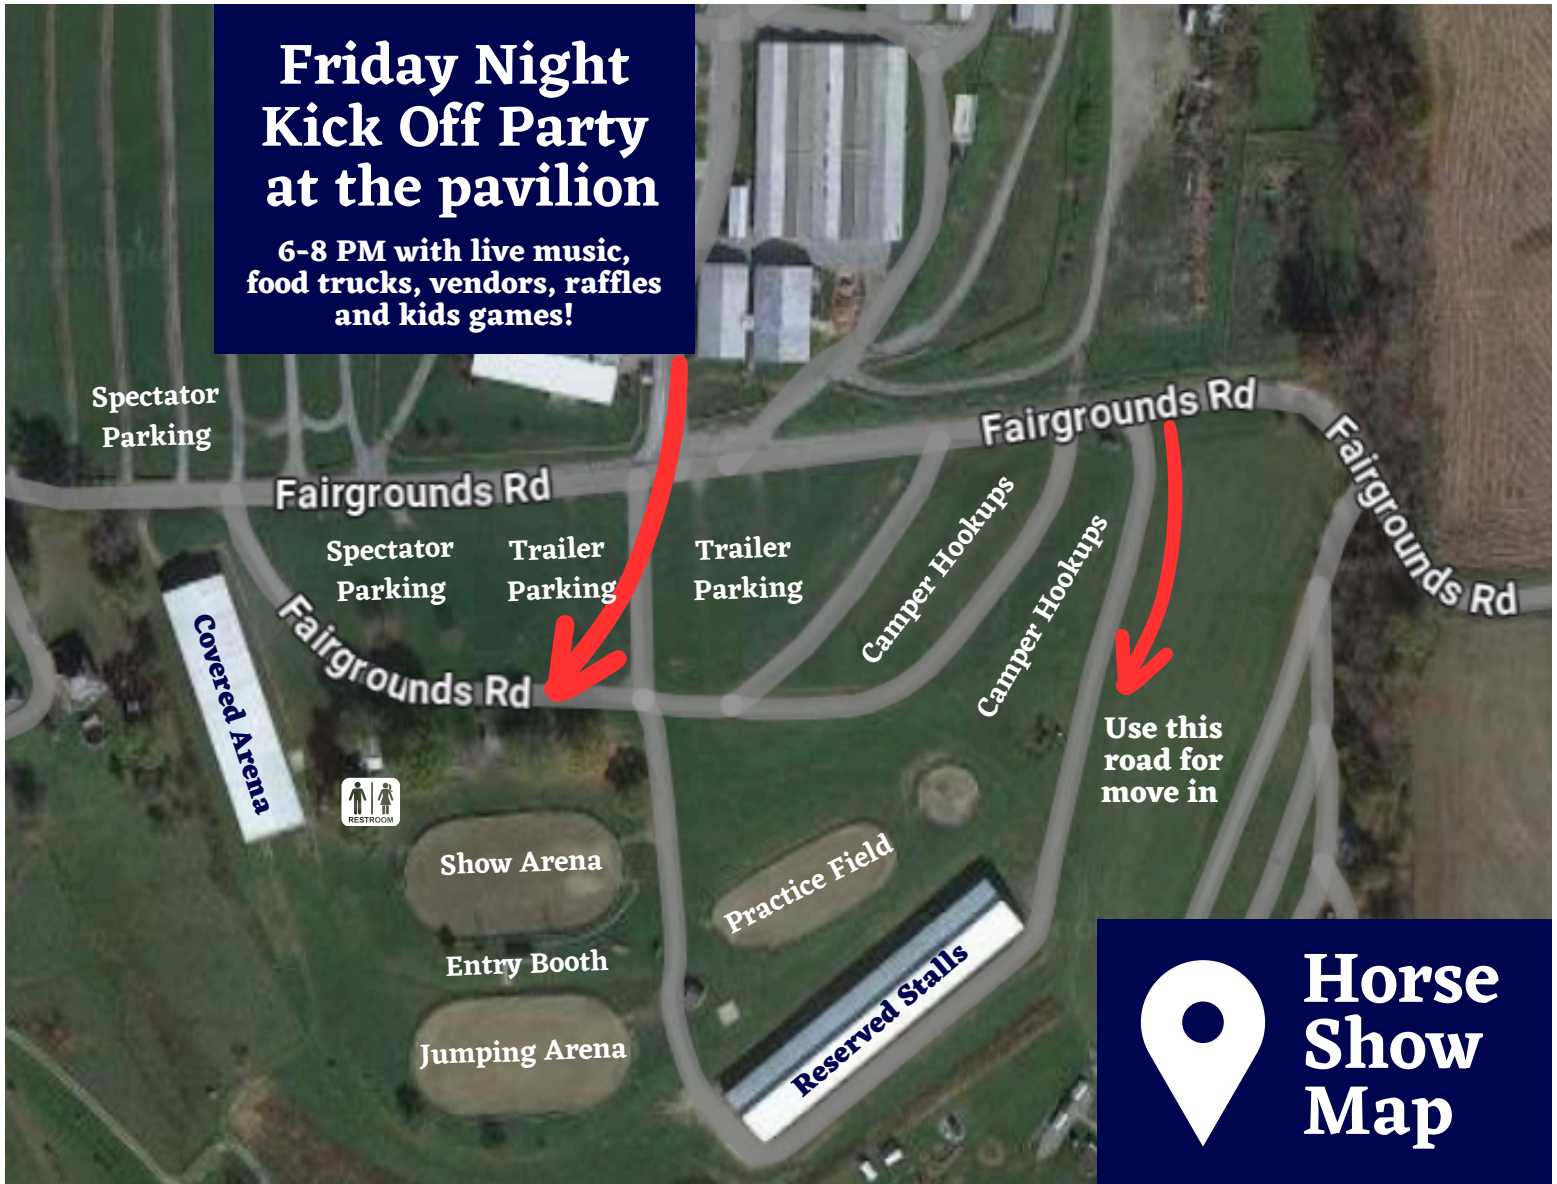 Friday Night
Kick Off Party
at the pavilion
6-8 PM with live music,
food trucks, vendors, raffles
and kids games!
Spectator
Parking
Fairgrounds Rd
Fairgrounds Rd
Fairgrounds Rd
Spectator
Parking
Trailer
Parking
Trailer
Parking
Camper Hookups
Camper Hookups
Fairgrounds Rd
Covered Arena
Use this
road for
move in
RESTROOM
Show Arena
Practice Field
Entry Booth
Reserved Stalls
Jumping Arena
Horse
Show
Map